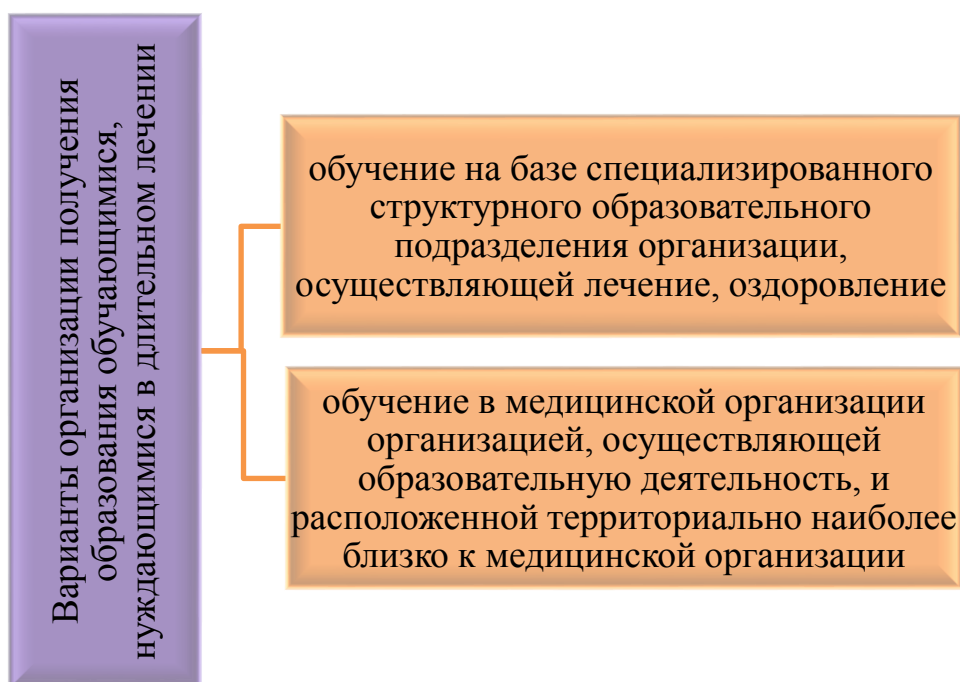 Варианты организации получения
образования обучающимися,
нуждающимися в длительном лечении
обучение на базе специализированного
структурного образовательного
подразделения организации,
осуществляющей лечение, оздоровление
обучение в медицинской организации
организацией, осуществляющей
образовательную деятельность, и
расположенной территориально наиболее
близко к медицинской организации